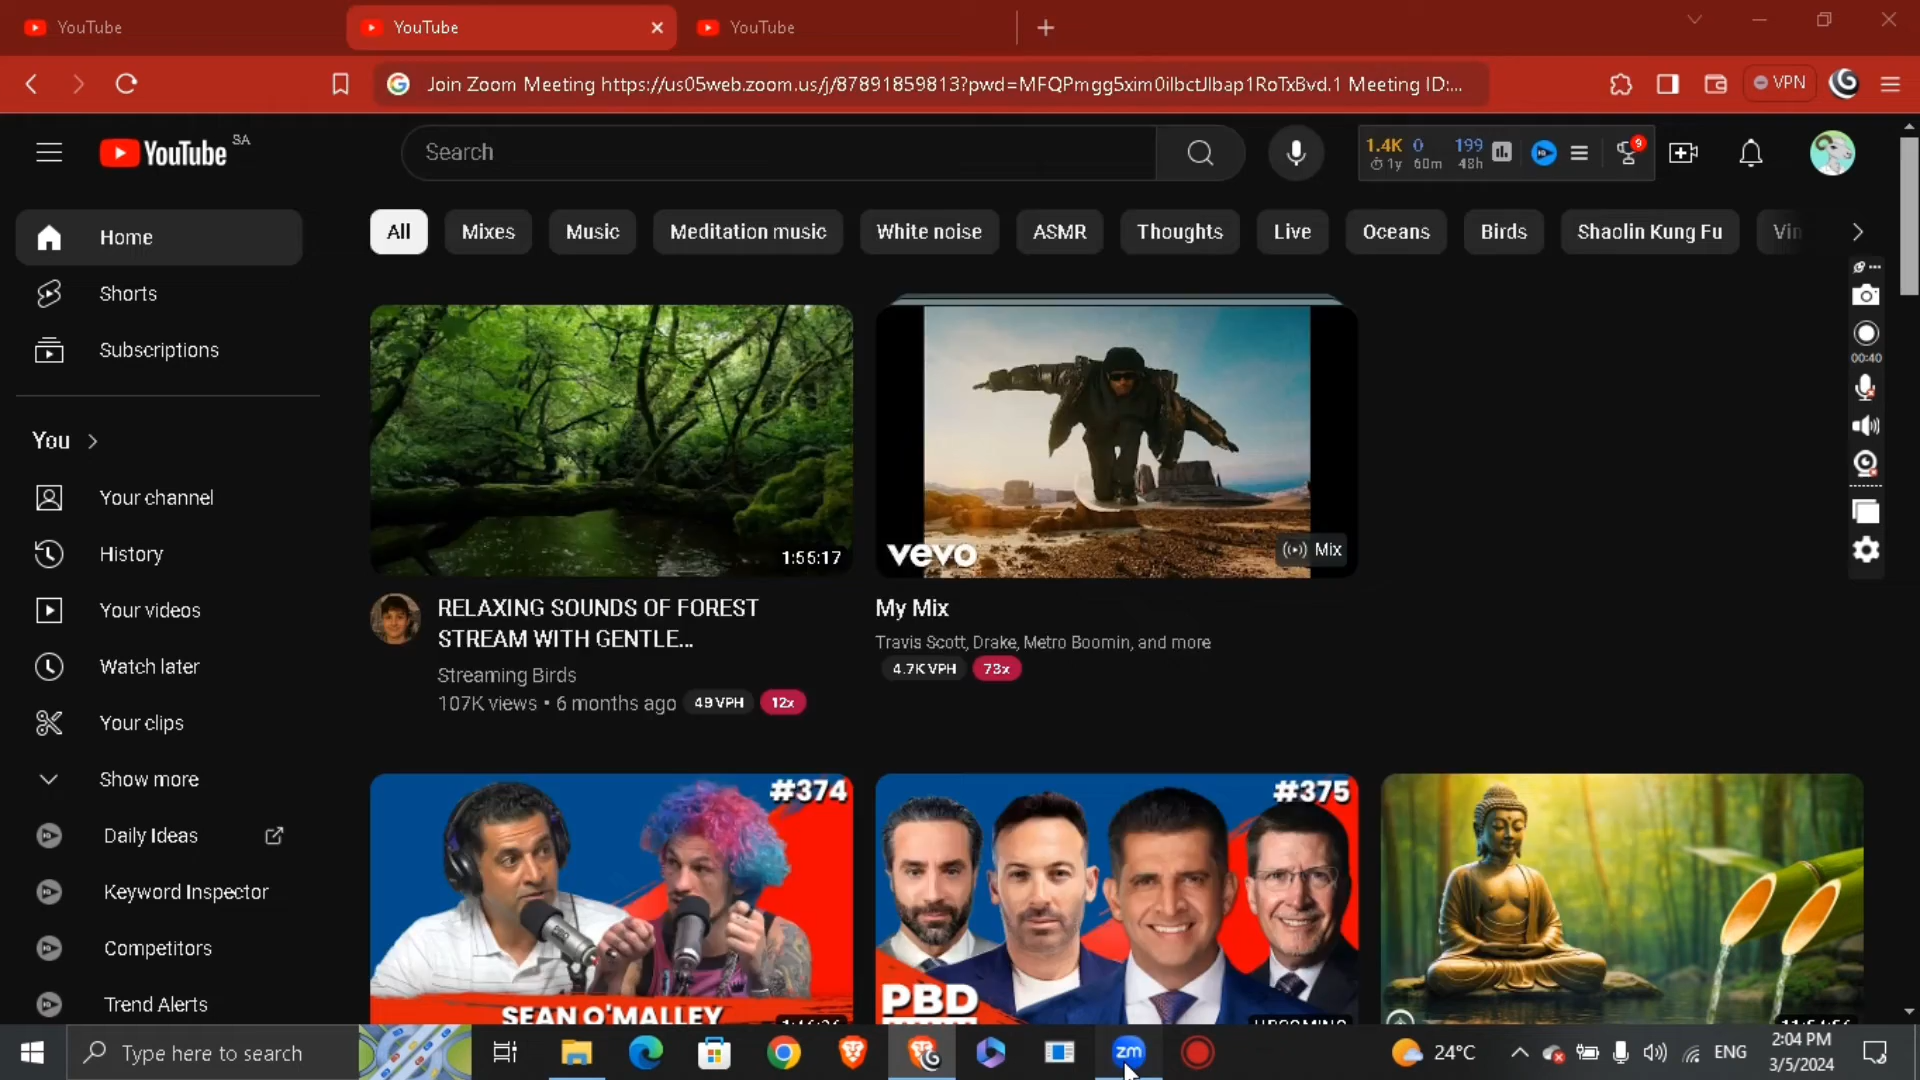 YouTube
YouTube
YouTube
Join Zoom Meeting https://us05web.zoom.us/j/87891859813?pwd=MFQPmgg5xim0ilbctJlbap1RoTxBvd.1 Meeting ID:...
VPN
YouTube SA
Search
1.4K 0 199
1y 60m 48h
9
Home
All
Mixes
Music
Meditation music
White noise
ASMR
Thoughts
Live
Oceans
Birds
Shaolin Kung Fu
Vin
Shorts
Subscriptions
00:40
You
Your channel
History
Your videos
Watch later
Your clips
Show more
Daily Ideas
Keyword Inspector
Competitors
Trend Alerts
1:55:17
RELAXING SOUNDS OF FOREST
STREAM WITH GENTLE...
Streaming Birds
107K views • 6 months ago 49 VPH 12x
vevo
Mix
My Mix
Travis Scott, Drake, Metro Boomin, and more
4.7K VPH 73x
#374
SEAN O'MALLEY
#375
PBD
UPCOMING
Type here to search
zm
24°C
ENG
2:04 PM
3/5/2024